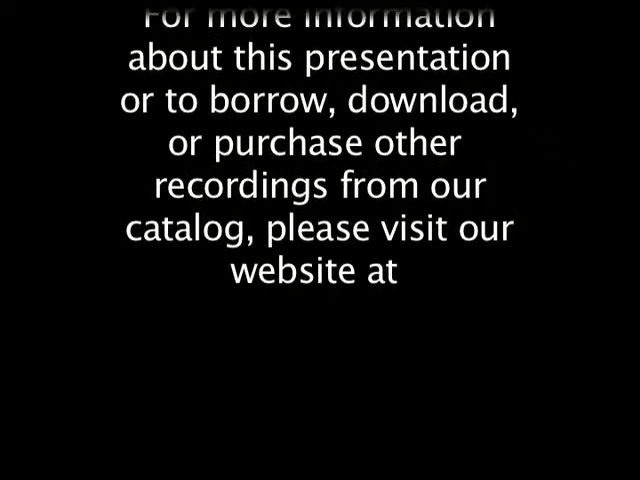 For more information
about this presentation
or to borrow, download,
or purchase other
recordings from our
catalog, please visit our
website at